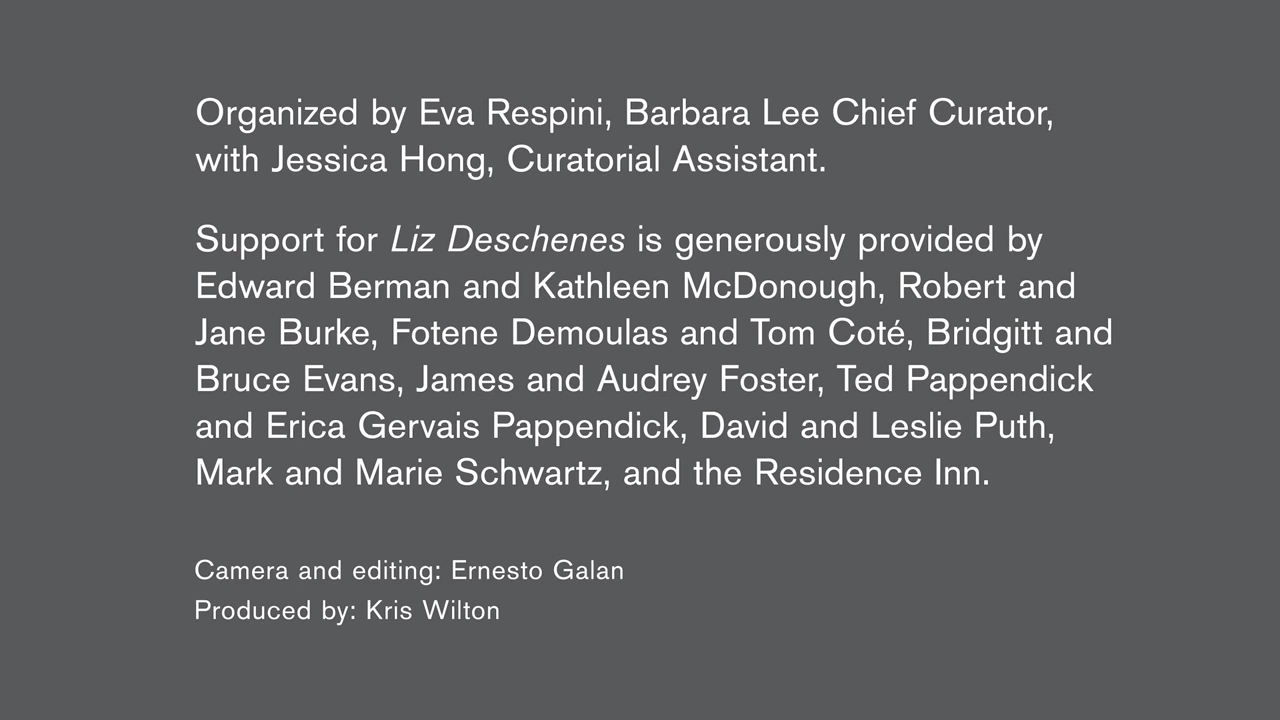 Organized by Eva Respini, Barbara Lee Chief Curator,
with Jessica Hong, Curatorial Assistant.
Support for Liz Deschenes is generously provided by
Edward Berman and Kathleen McDonough, Robert and
Jane Burke, Fotene Demoulas and Tom Coté, Bridgitt and
Bruce Evans, James and Audrey Foster, Ted Pappendick
and Erica Gervais Pappendick, David and Leslie Puth,
Mark and Marie Schwartz, and the Residence Inn.
Camera and editing: Ernesto Galan
Produced by: Kris Wilton